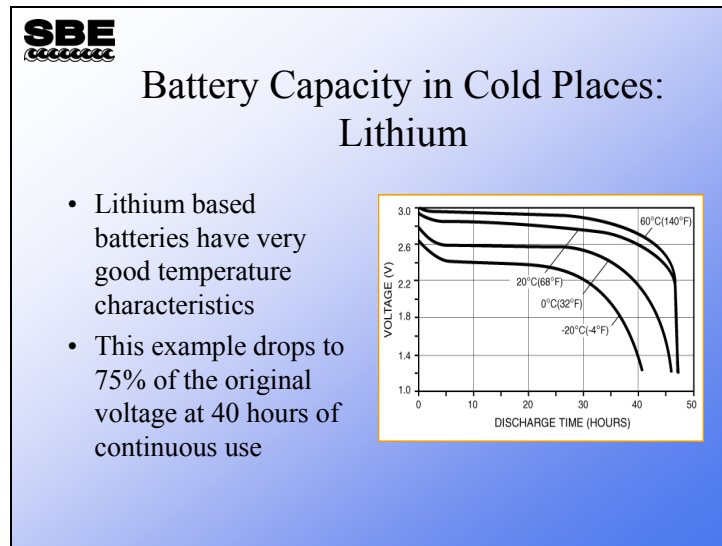 SBE
Battery Capacity in Cold Places:
Lithium
• Lithium based
batteries have very
good temperature
characteristics
• This example drops to
75% of the original
voltage at 40 hours of
continuous use
VOLTAGE (V)
3.0
2.6
2.2
1.8
1.4
1.0
60°C(140°F)
20°C(68°F)
0°C(32°F)
-20°C(-4°F)
0 10 20 30 40 50
DISCHARGE TIME (HOURS)